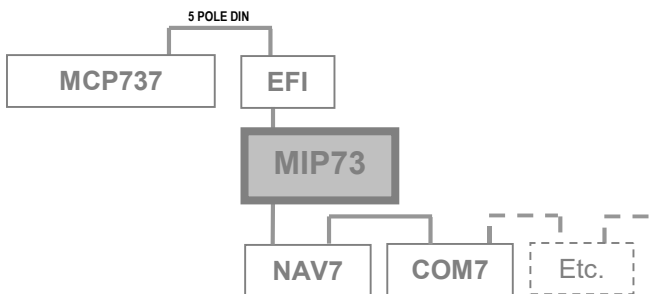 5 POLE DIN
MCP737
EFI
MIP73
NAV7
COM7
Etc.